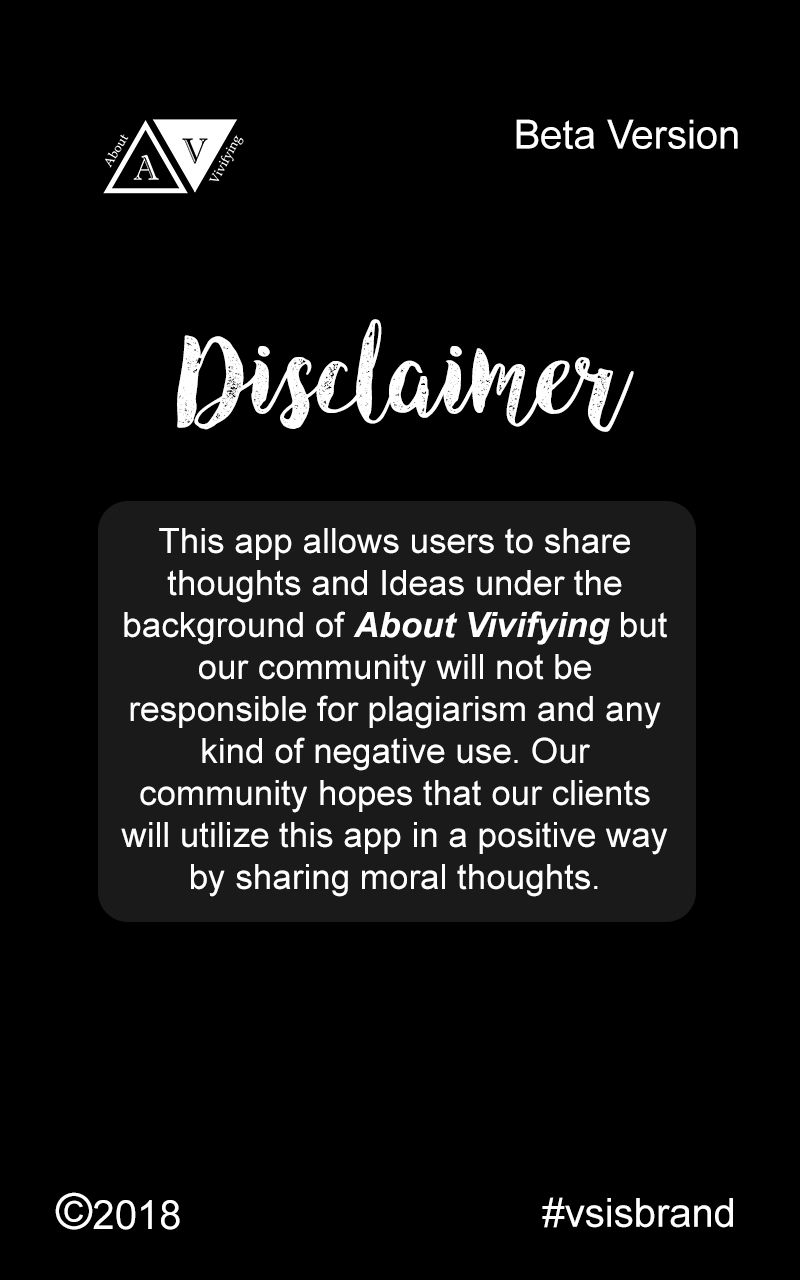 About
A
V
Vivifying
Beta Version
Disclaimer
This app allows users to share
thoughts and Ideas under the
background of About Vivifying but
our community will not be
responsible for plagiarism and any
kind of negative use. Our
community hopes that our clients
will utilize this app in a positive way
by sharing moral thoughts.
©2018
#vsisbrand